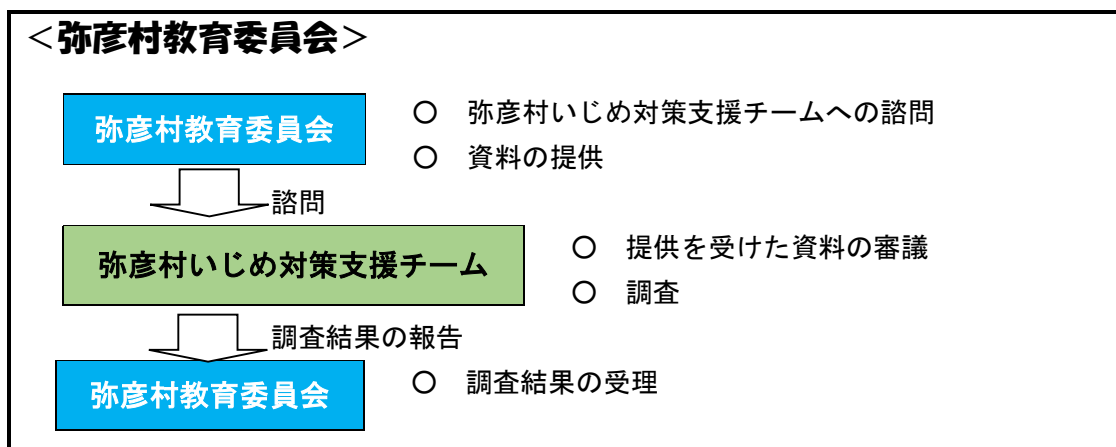 ＜弥彦村教育委員会＞
弥彦村教育委員会
○　弥彦村いじめ対策支援チームへの諮問
○　資料の提供
諮問
弥彦村いじめ対策支援チーム
○　提供を受けた資料の審議
○　調査
調査結果の報告
弥彦村教育委員会
○　調査結果の受理